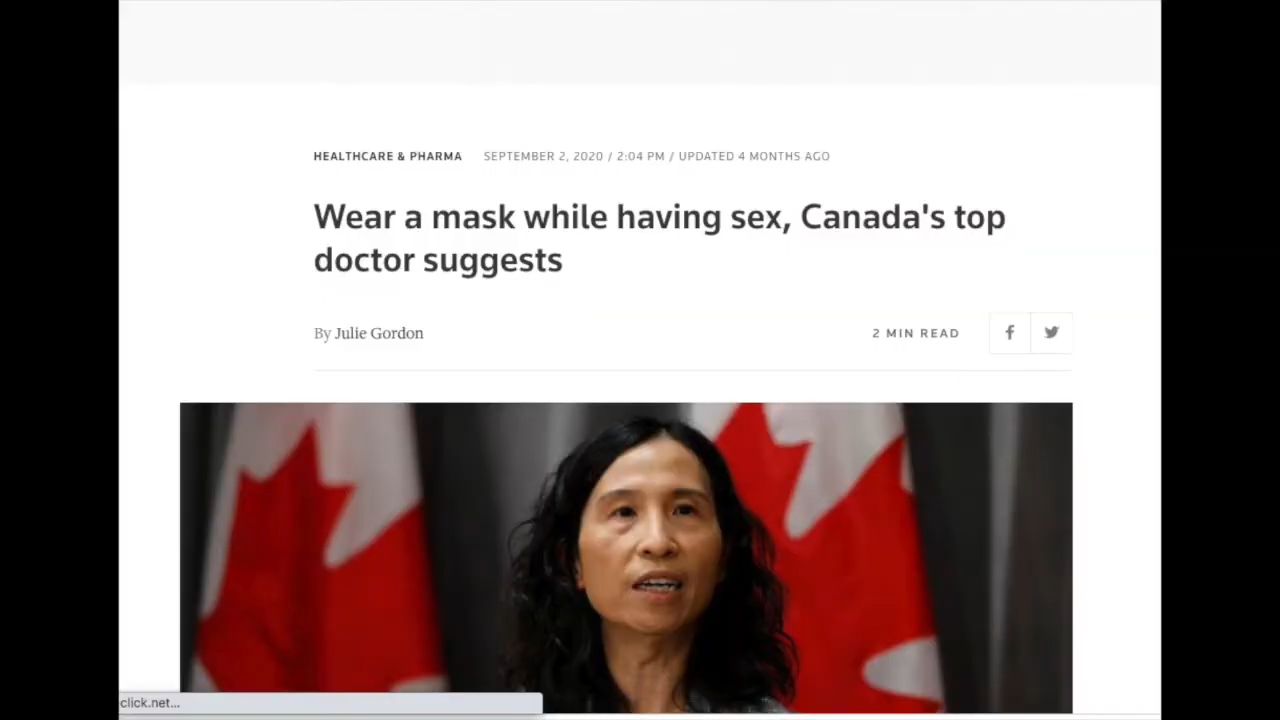 HEALTHCARE & PHARMA SEPTEMBER 2, 2020 / 2:04 PM / UPDATED 4 MONTHS AGO
Wear a mask while having sex, Canada's top
doctor suggests
By Julie Gordon 2 MIN READ
click.net...